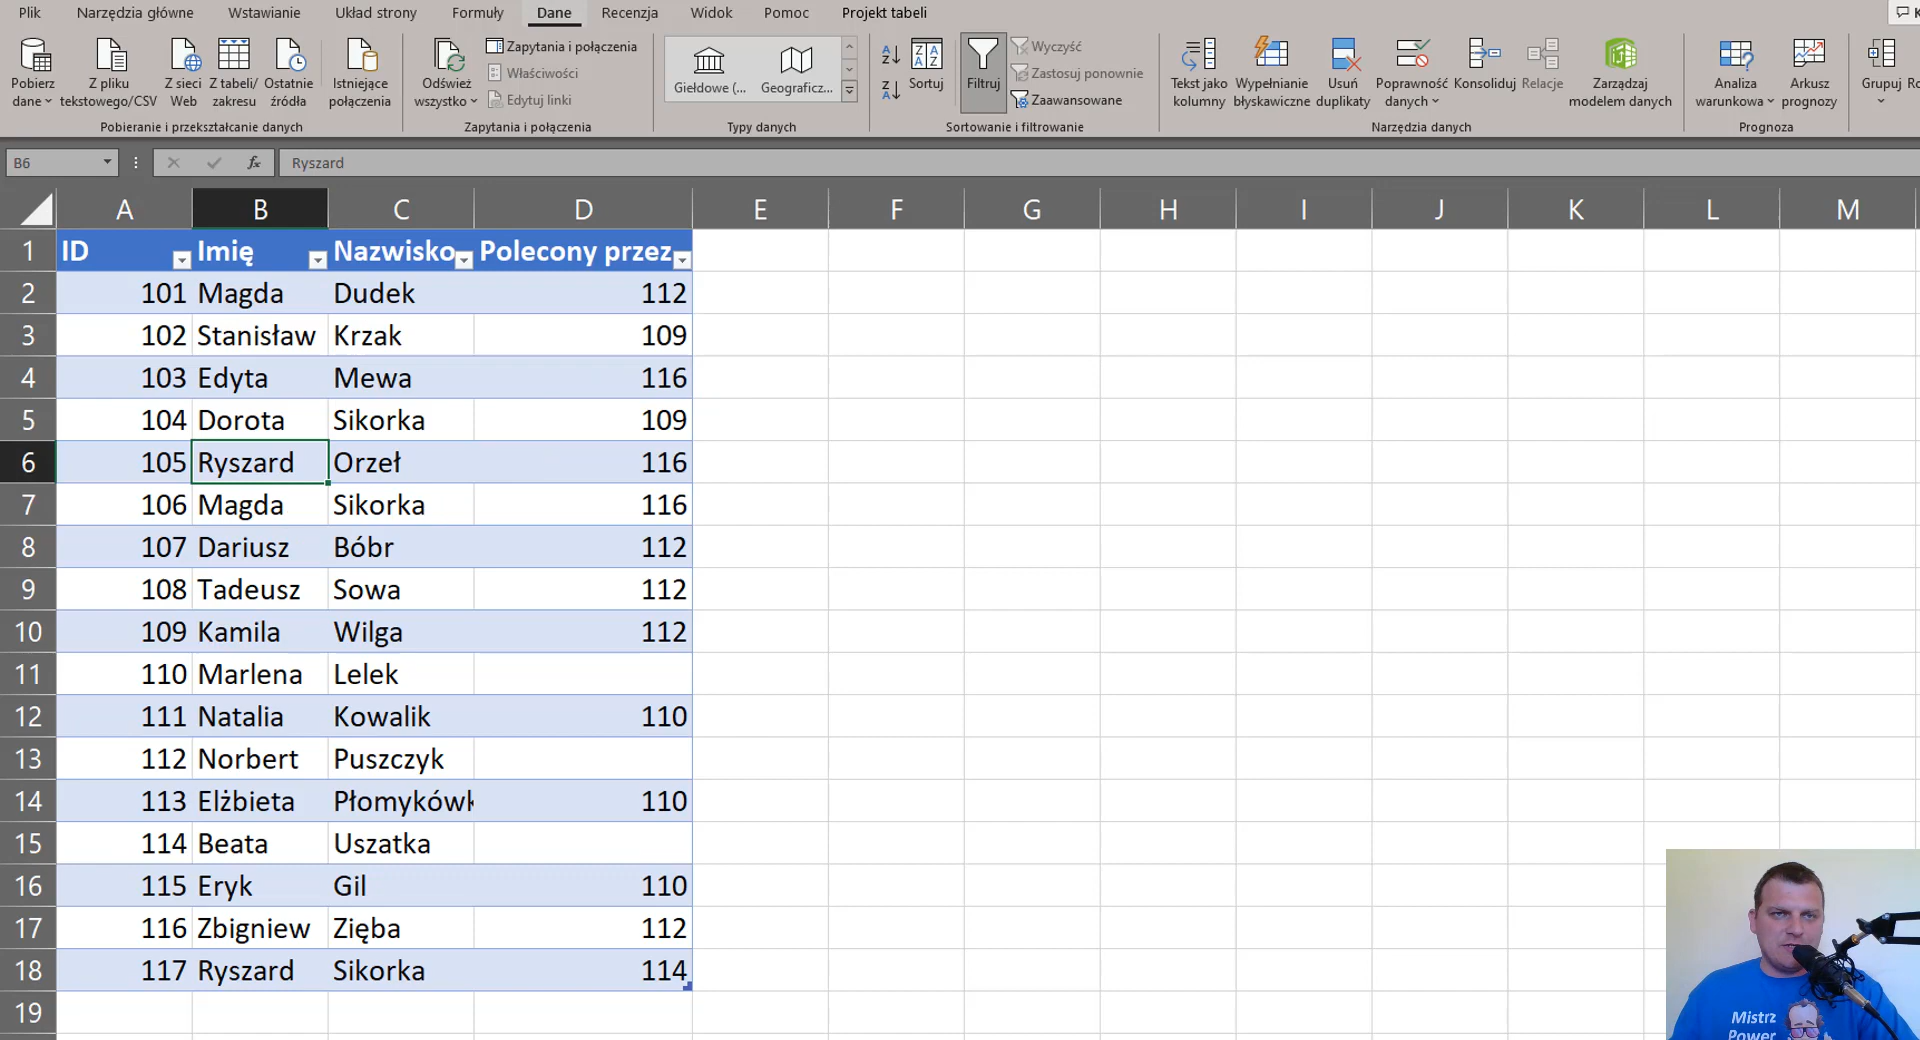 Plik Narzędzia główne Wstawianie Układ strony Formuły Dane Recenzja Widok Pomoc Projekt tabeli
Pobierz dane
Z pliku tekstowego/CSV
Z sieci Web
Z tabeli/ zakresu
Ostatnie źródła
Istniejące połączenia
Pobieranie i przekształcanie danych
Odśwież wszystko
Zapytania i połączenia
Właściwości
Edytuj linki
Zapytania i połączenia
Giełdowe (...
Geograficz...
Typy danych
Sortuj
Filtruj
Wyczyść
Zastosuj ponownie
Zaawansowane
Sortowanie i filtrowanie
Tekst jako kolumny
Wypełnianie błyskawiczne
Usuń duplikaty
Poprawność danych
Konsoliduj
Relacje
Zarządzaj modelem danych
Narzędzia danych
Analiza warunkowa
Arkusz prognozy
Prognoza
Grupuj
B6 fx Ryszard
A B C D E F G H I J K L M
1 ID Imię Nazwisko Polecony przez
2 101 Magda Dudek 112
3 102 Stanisław Krzak 109
4 103 Edyta Mewa 116
5 104 Dorota Sikorka 109
6 105 Ryszard Orzeł 116
7 106 Magda Sikorka 116
8 107 Dariusz Bóbr 112
9 108 Tadeusz Sowa 112
10 109 Kamila Wilga 112
11 110 Marlena Lelek
12 111 Natalia Kowalik 110
13 112 Norbert Puszczyk
14 113 Elżbieta Płomykówk 110
15 114 Beata Uszatka
16 115 Eryk Gil 110
17 116 Zbigniew Zięba 112
18 117 Ryszard Sikorka 114
19
Mistrz
Power